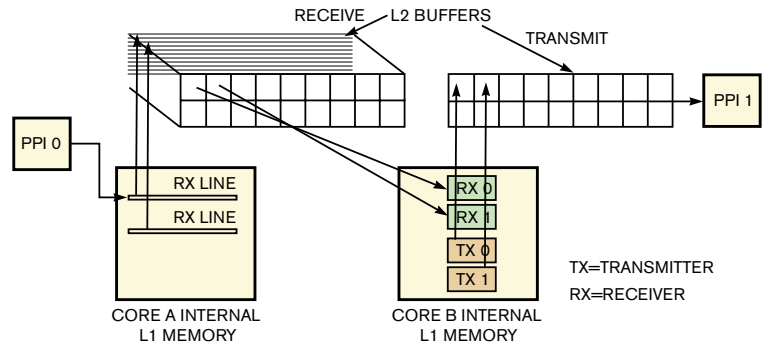 RECEIVE
L2 BUFFERS
TRANSMIT
PPI 1
PPI 0
RX LINE
RX LINE
RX 0
RX 1
TX 0
TX 1
TX=TRANSMITTER
RX=RECEIVER
CORE A INTERNAL
L1 MEMORY
CORE B INTERNAL
L1 MEMORY